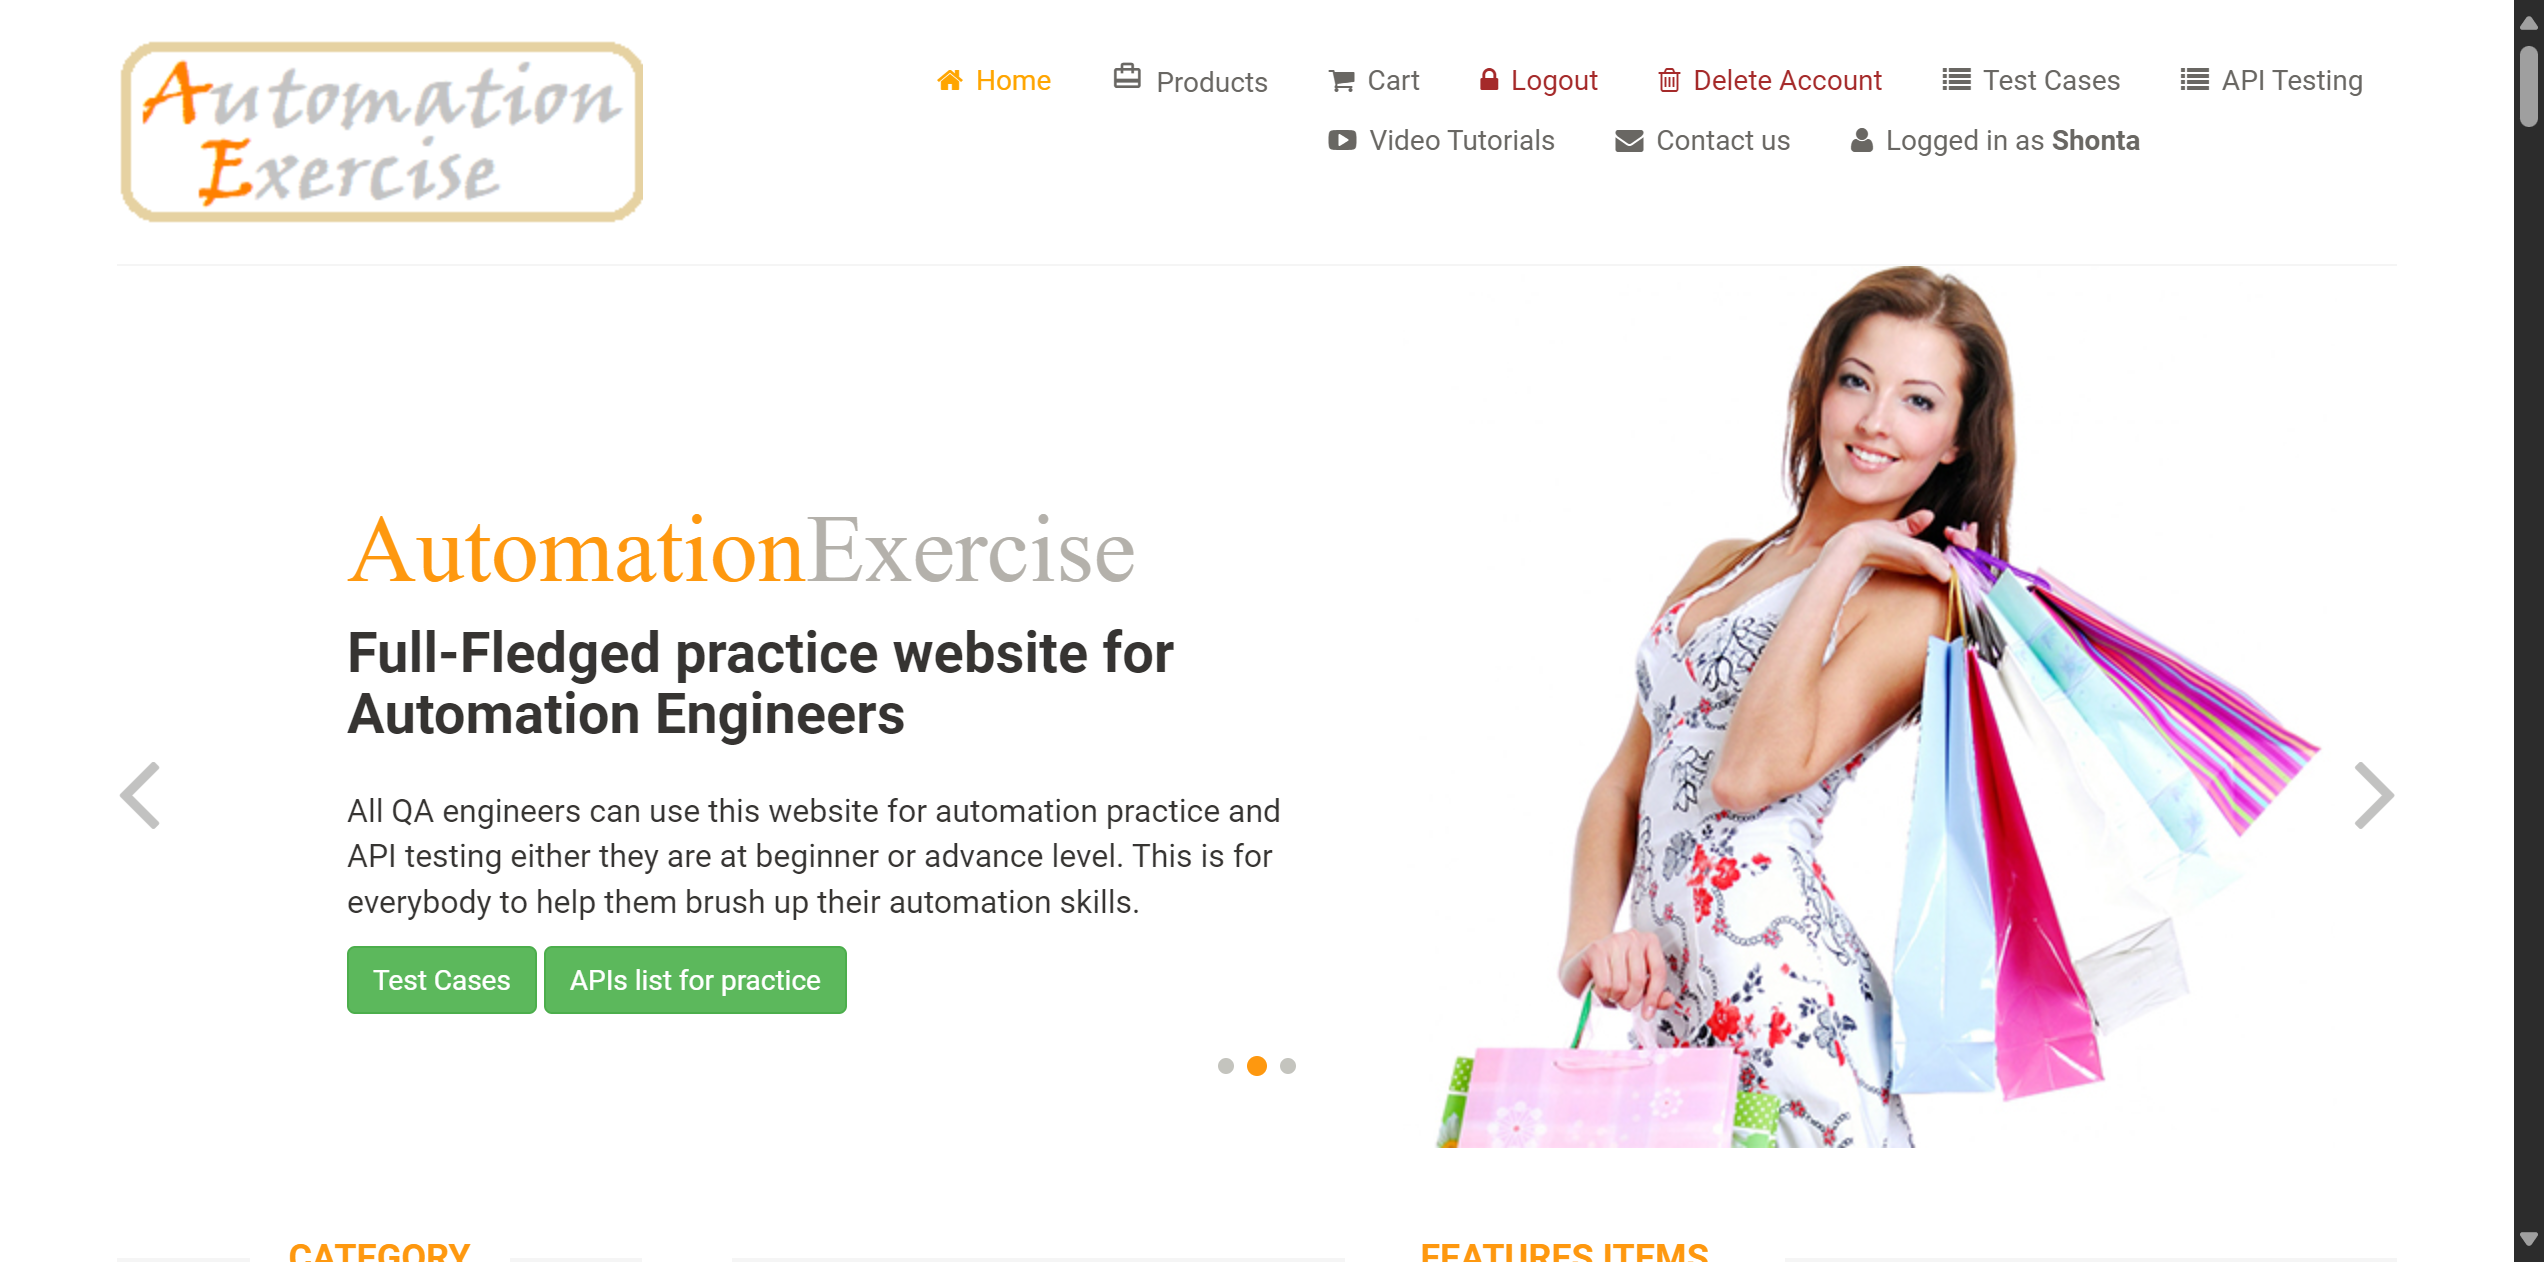 Automation
Exercise
Home Products Cart Logout Delete Account Test Cases API Testing
Video Tutorials Contact us Logged in as Shonta
AutomationExercise
Full-Fledged practice website for
Automation Engineers
All QA engineers can use this website for automation practice and
API testing either they are at beginner or advance level. This is for
everybody to help them brush up their automation skills.
Test Cases APIs list for practice
CATEGORY FEATURES ITEMS